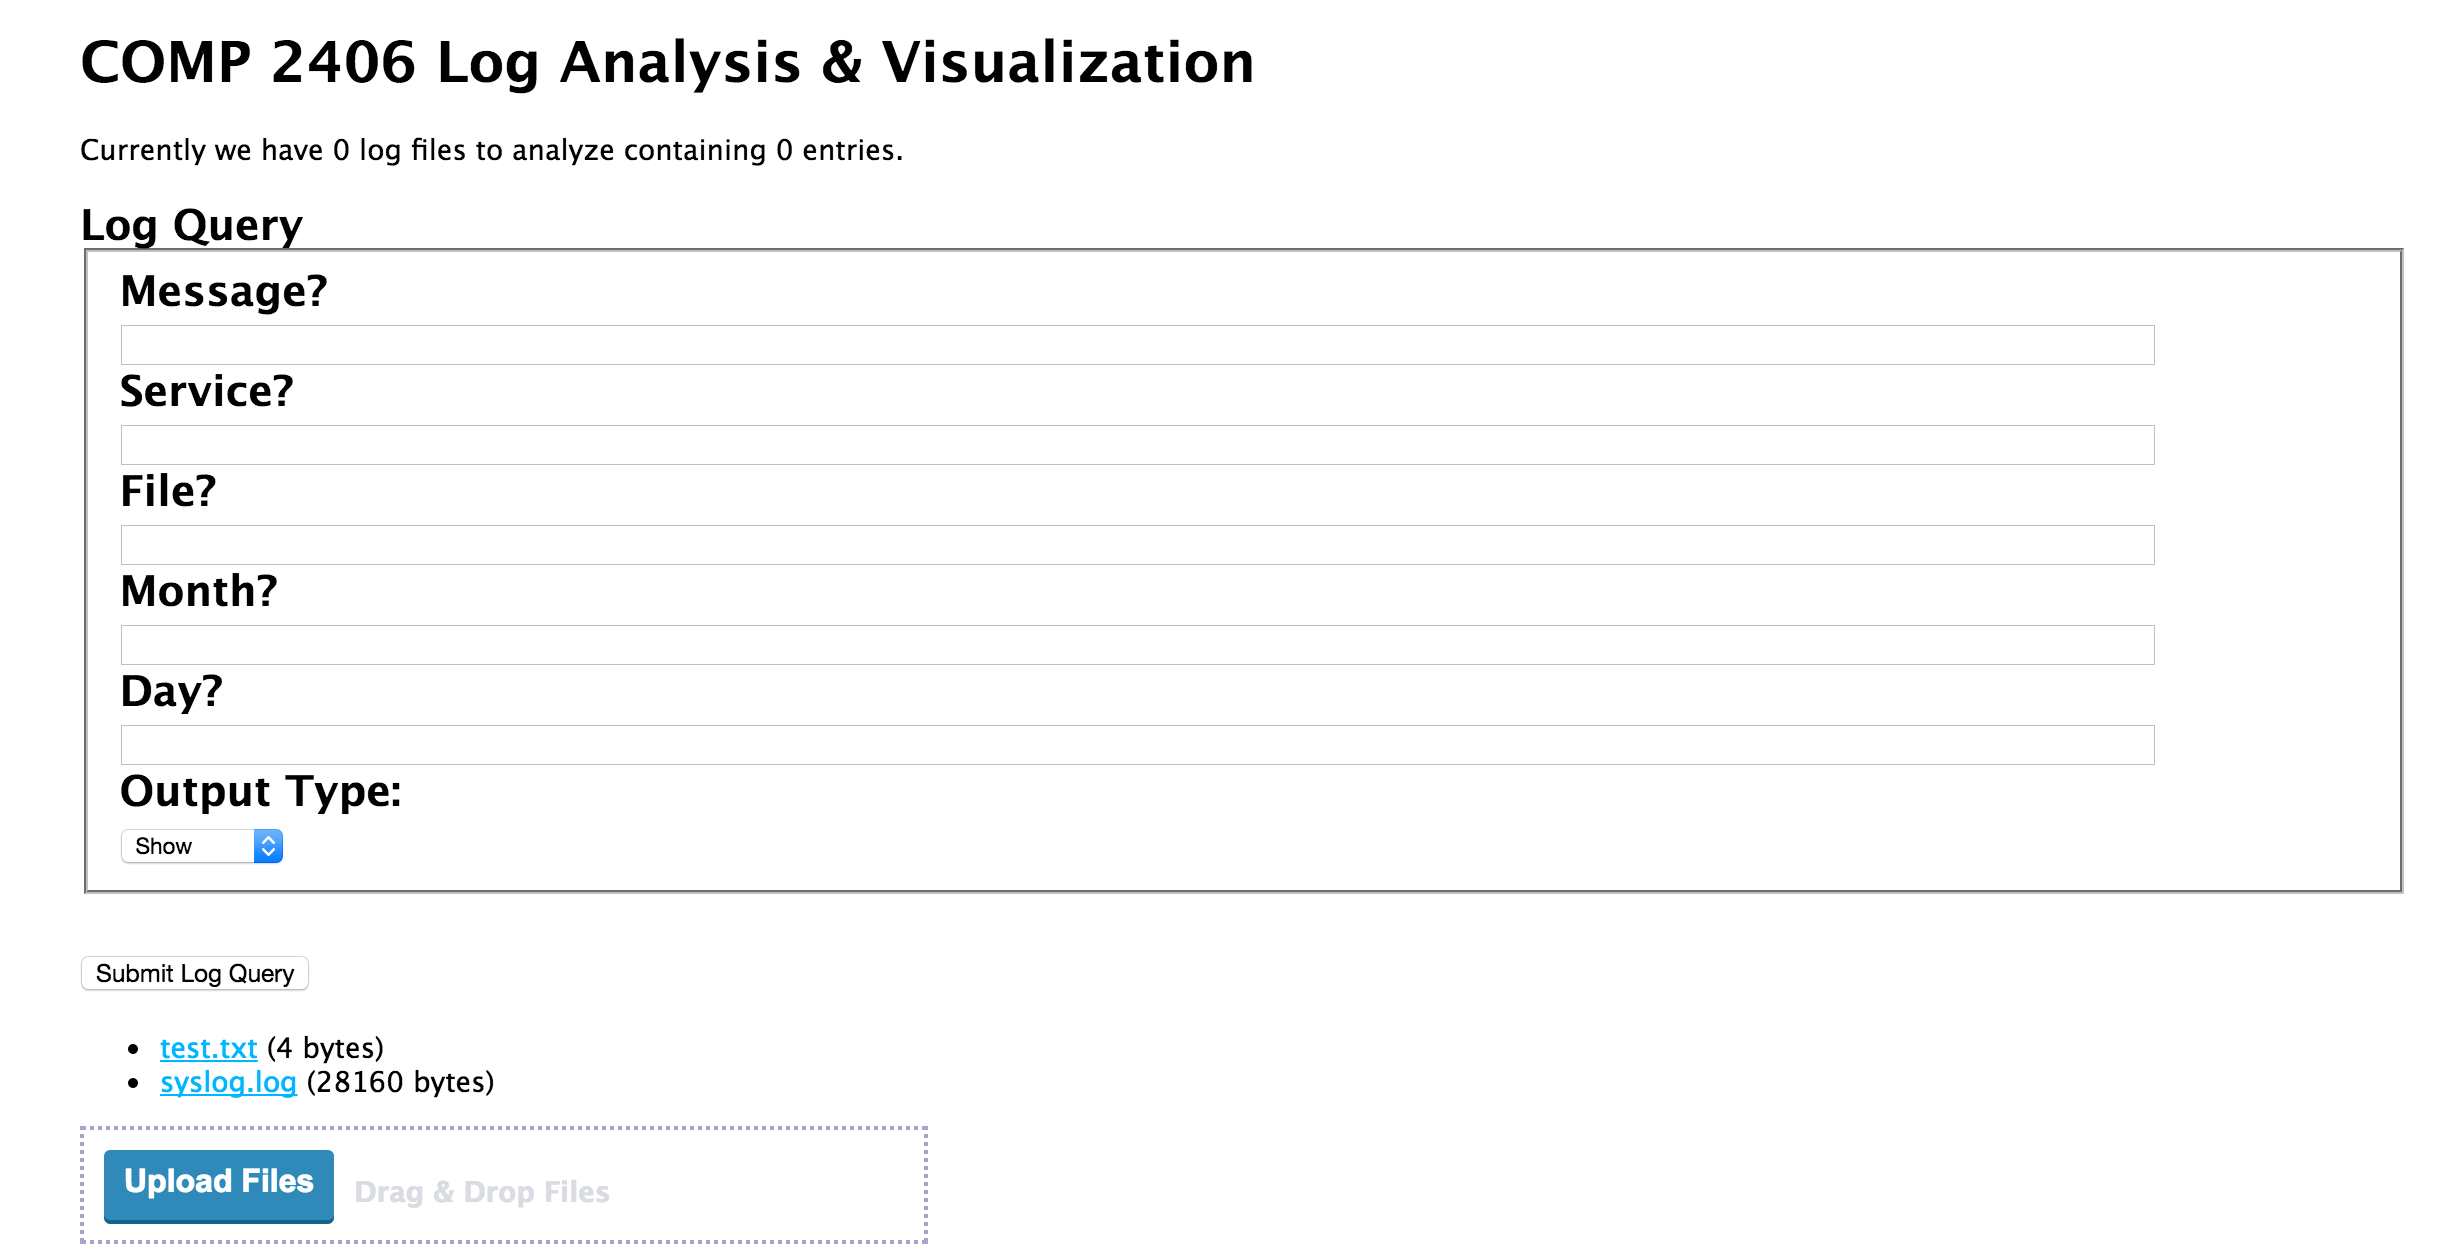 COMP 2406 Log Analysis & Visualization
Currently we have 0 log files to analyze containing 0 entries.
Log Query
Message?
Service?
File?
Month?
Day?
Output Type:
Show
Submit Log Query
test.txt (4 bytes)
syslog.log (28160 bytes)
Upload Files Drag & Drop Files